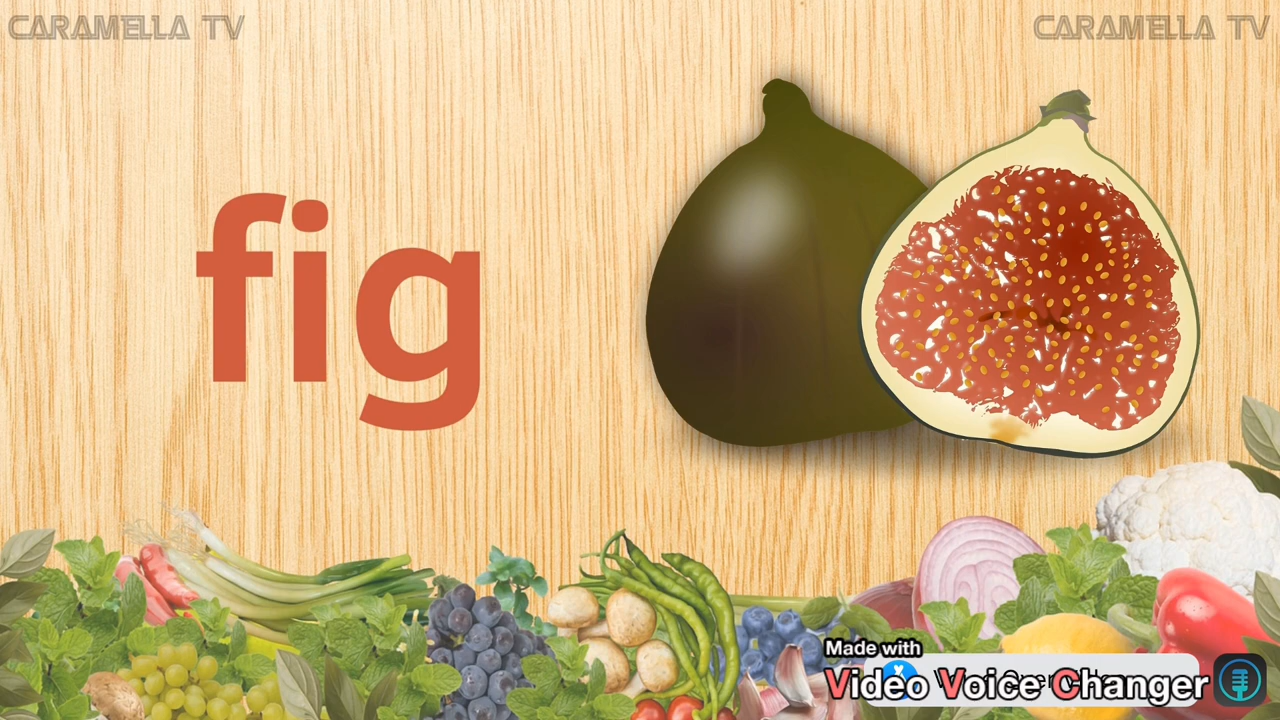 CARAMELLA TV
CARAMELLA TV
fig
Made with
Video Voice Changer